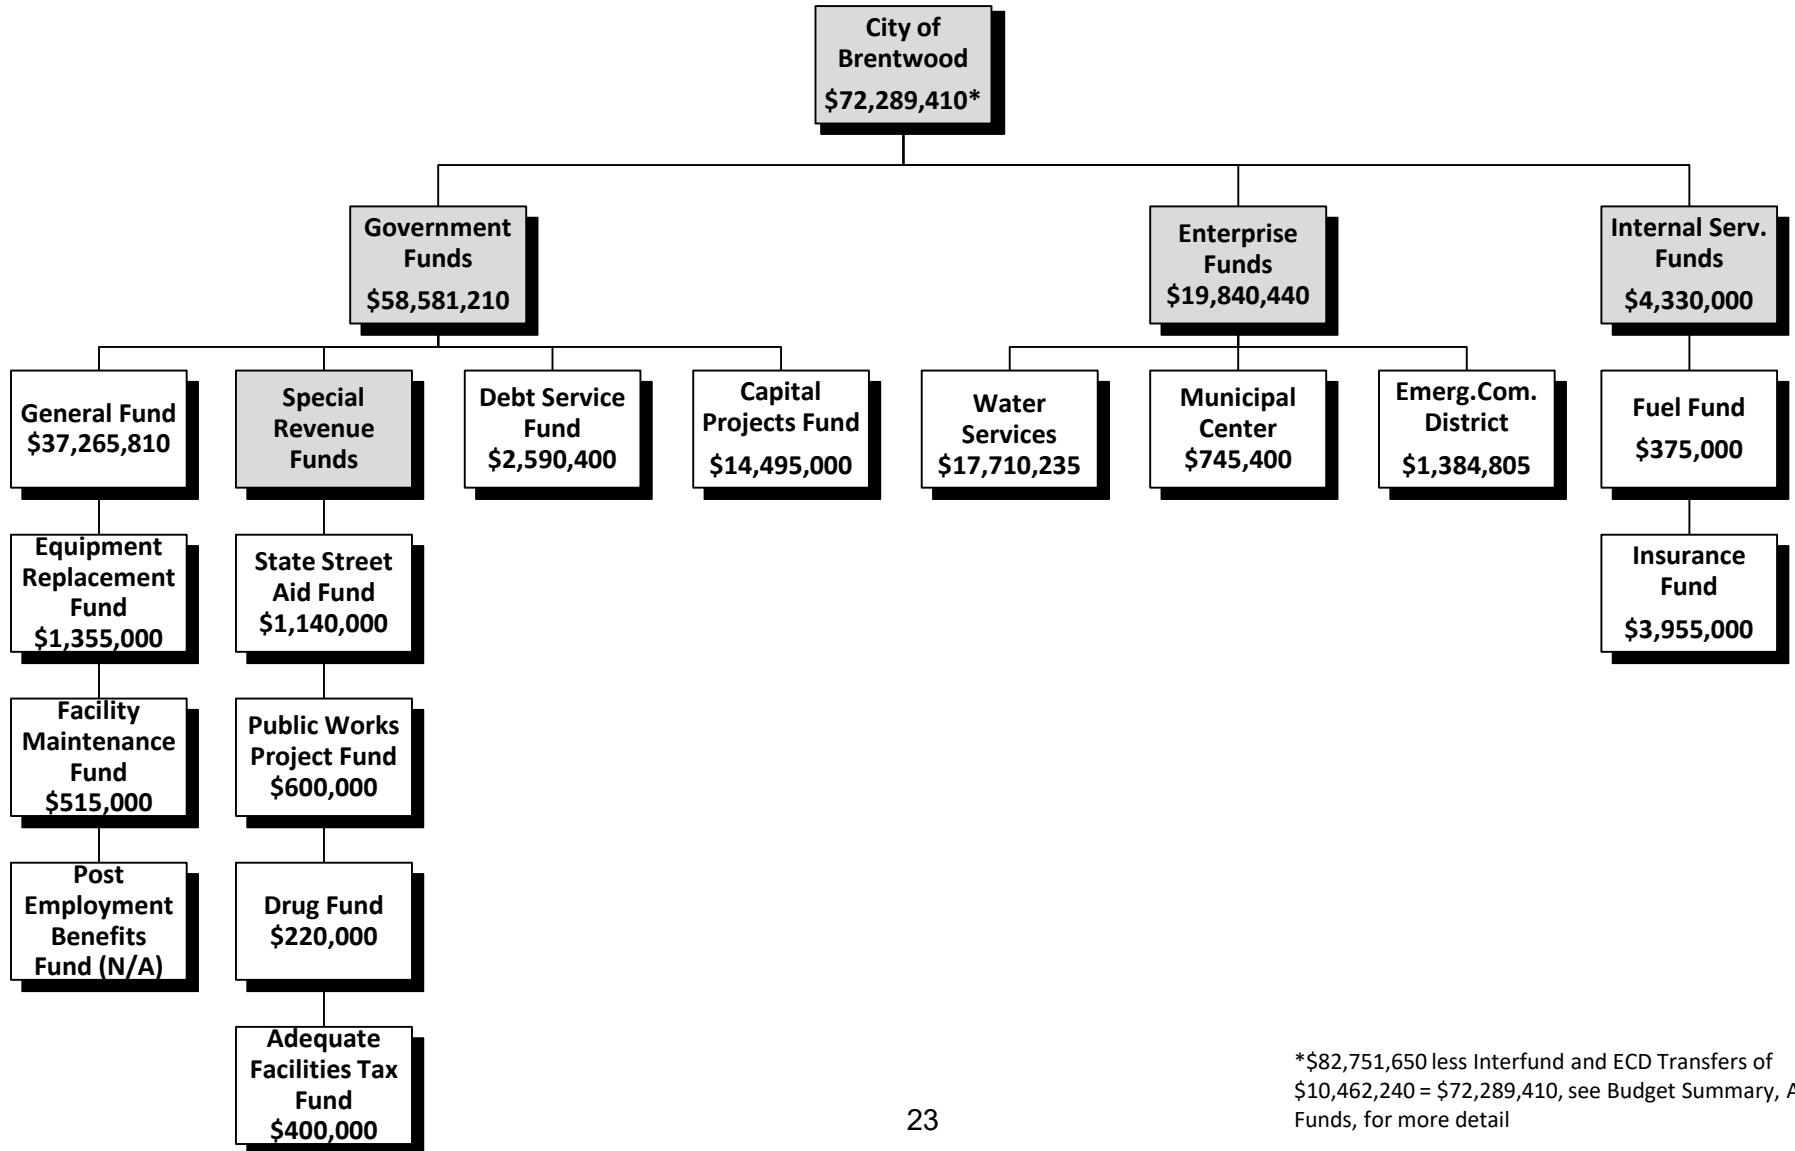 City of
Brentwood
$72,289,410*
Government
Funds
$58,581,210
Enterprise
Funds
$19,840,440
Internal Serv.
Funds
$4,330,000
General Fund
$37,265,810
Special
Revenue
Funds
Debt Service
Fund
$2,590,400
Capital
Projects Fund
$14,495,000
Water
Services
$17,710,235
Municipal
Center
$745,400
Emerg.Com.
District
$1,384,805
Fuel Fund
$375,000
Equipment
Replacement
Fund
$1,355,000
State Street
Aid Fund
$1,140,000
Insurance
Fund
$3,955,000
Facility
Maintenance
Fund
$515,000
Public Works
Project Fund
$600,000
Post
Employment
Benefits
Fund (N/A)
Drug Fund
$220,000
Adequate
Facilities Tax
Fund
$400,000
*$82,751,650 less Interfund and ECD Transfers of
$10,462,240 = $72,289,410, see Budget Summary, A
Funds, for more detail
23